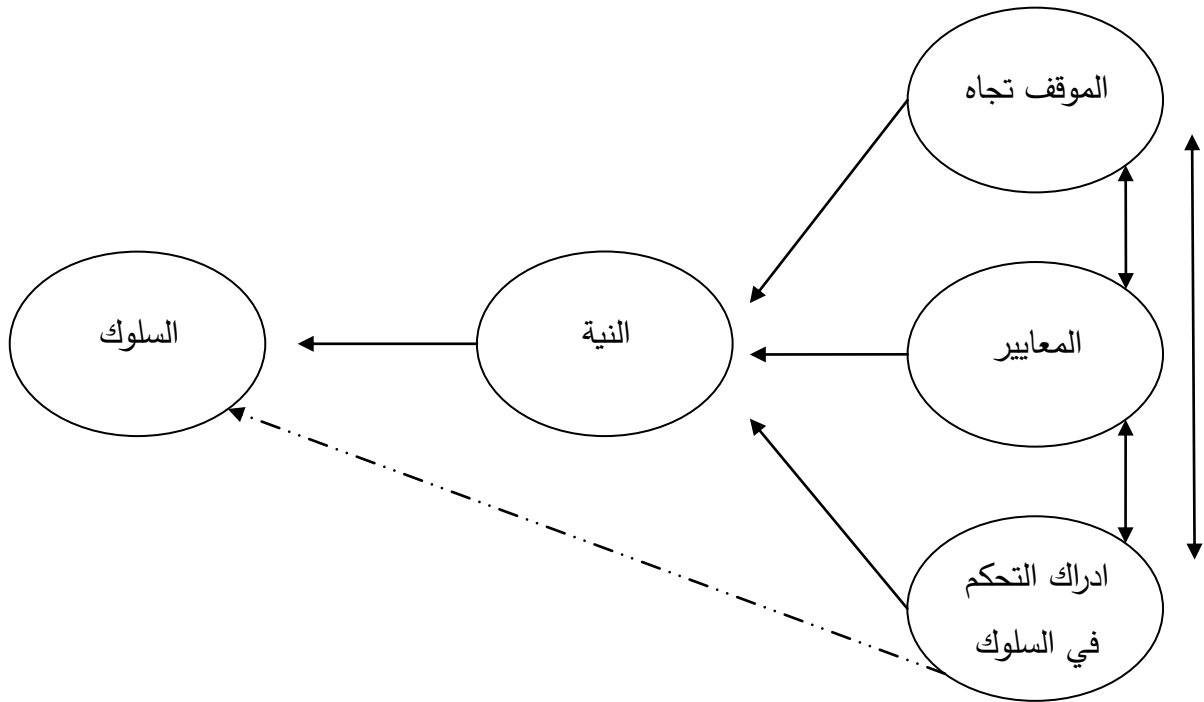 الموقف تجاه
المعايير
النية
السلوك
ادراك التحكم
في السلوك